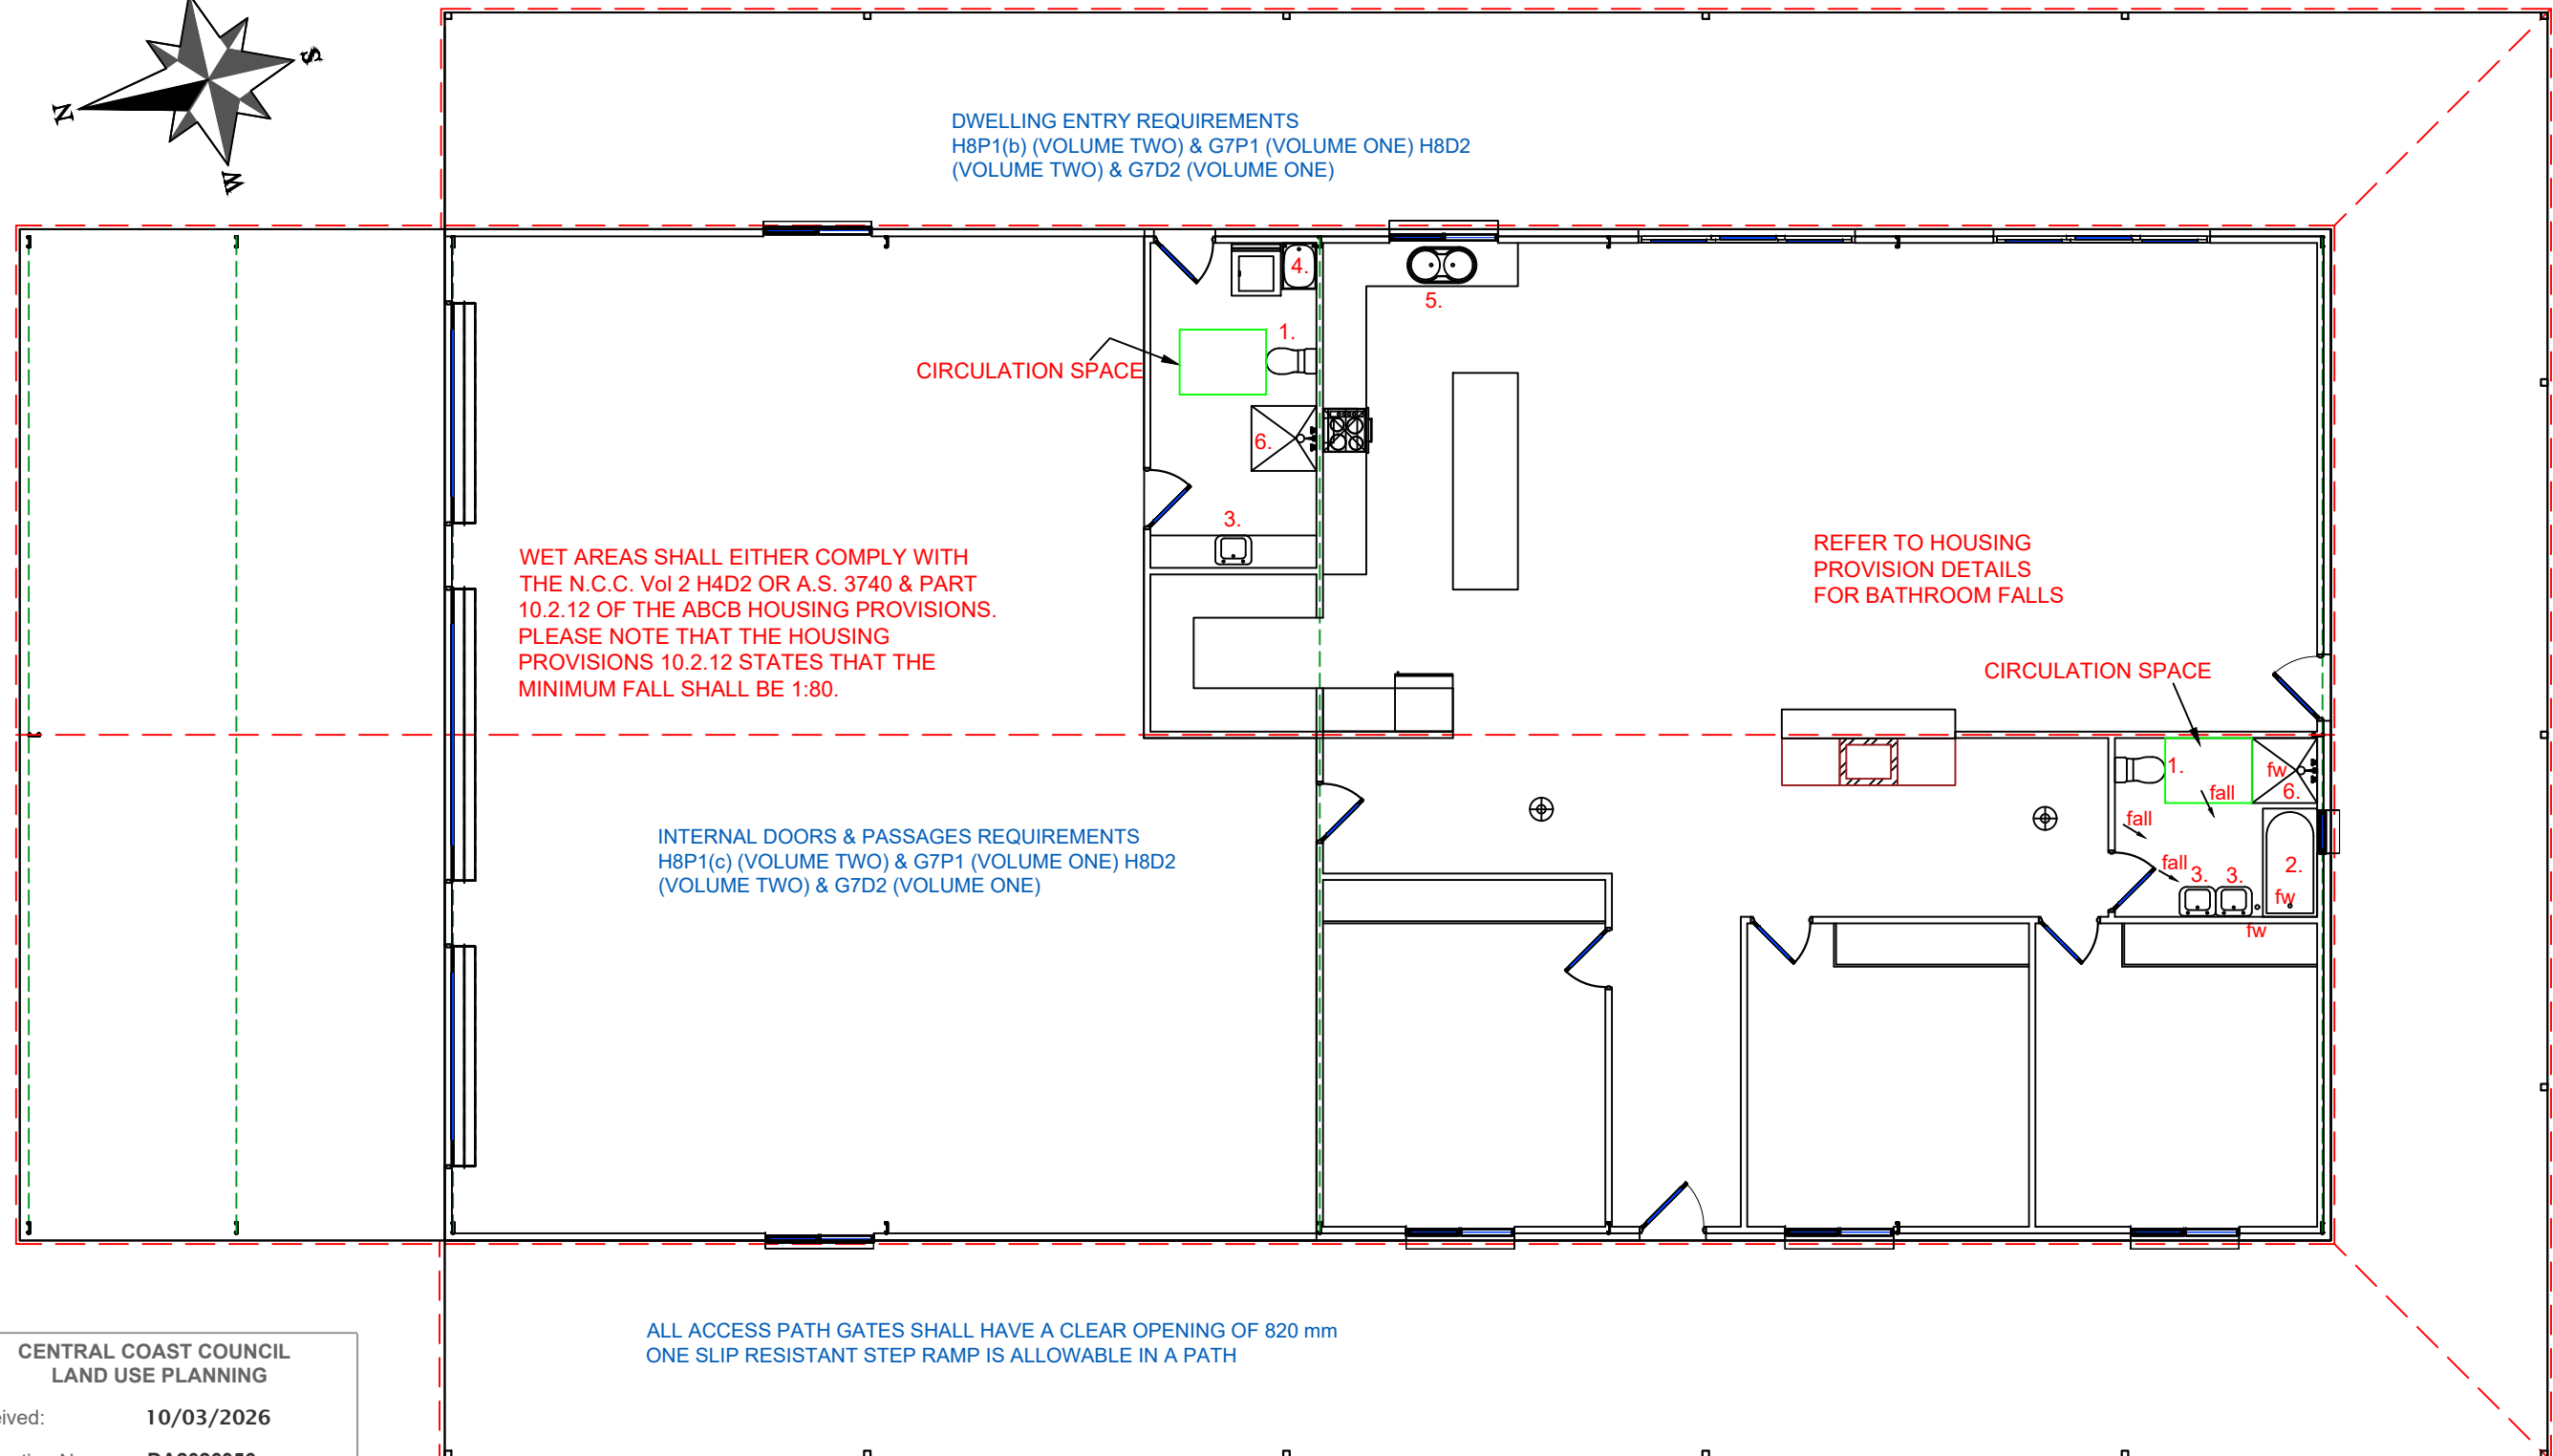 S
N
W
DWELLING ENTRY REQUIREMENTS
H8P1(b) (VOLUME TWO) & G7P1 (VOLUME ONE) H8D2
(VOLUME TWO) & G7D2 (VOLUME ONE)
4.
5.
1.
CIRCULATION SPACE
6.
3.
WET AREAS SHALL EITHER COMPLY WITH
THE N.C.C. Vol 2 H4D2 OR A.S. 3740 & PART
10.2.12 OF THE ABCB HOUSING PROVISIONS.
PLEASE NOTE THAT THE HOUSING
PROVISIONS 10.2.12 STATES THAT THE
MINIMUM FALL SHALL BE 1:80.
REFER TO HOUSING
PROVISION DETAILS
FOR BATHROOM FALLS
CIRCULATION SPACE
1.
fw
6.
fall
fall
fall
3.
3.
2.
fw
fw
INTERNAL DOORS & PASSAGES REQUIREMENTS
H8P1(c) (VOLUME TWO) & G7P1 (VOLUME ONE) H8D2
(VOLUME TWO) & G7D2 (VOLUME ONE)
ALL ACCESS PATH GATES SHALL HAVE A CLEAR OPENING OF 820 mm
ONE SLIP RESISTANT STEP RAMP IS ALLOWABLE IN A PATH
CENTRAL COAST COUNCIL
LAND USE PLANNING
ived: 10/03/2026